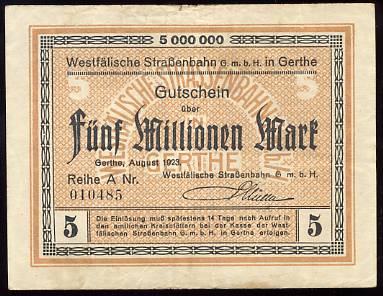 5 000 000
Westfälische Straßenbahn G. m. b. H. in Gerthe
Gutschein
über
Fünf Millionen Mark
Gerthe, August 1923.
Reihe A Nr.
Westfälische Straßenbahn G. m. b. H.
010485
5
Die Einlösung muß spätestens 14 Tage nach Aufruf in
den amtlichen Kreisblättern bei der Kasse der West-
fälischen Straßenbahn G. m. b. H. in Gerthe erfolgen.
5
GERTHE